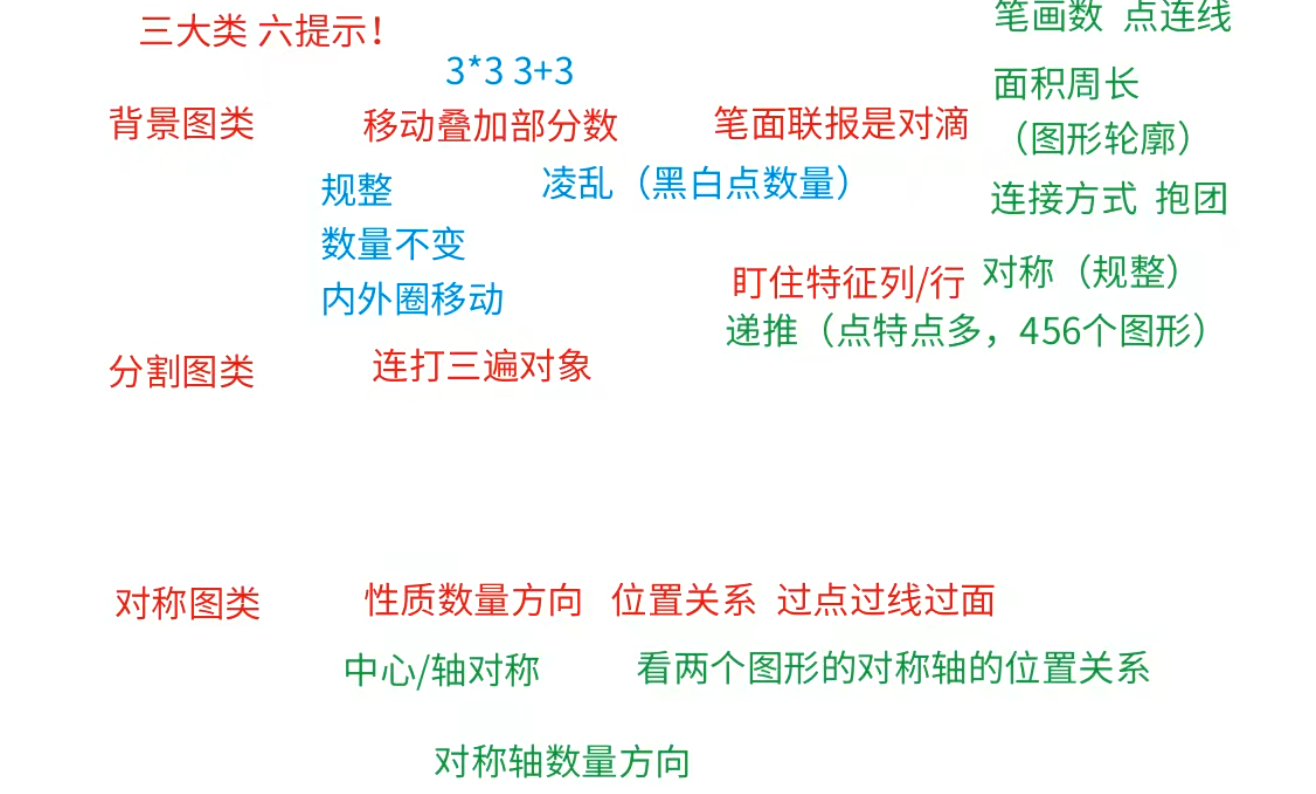 三大类 六提示！
笔画数 点连线
3*3 3+3
面积周长
背景图类
移动叠加部分数
笔面联报是对滴
（图形轮廓）
规整
凌乱（黑白点数量）
连接方式 抱团
数量不变
内外圈移动
盯住特征列/行
对称（规整）
递推（点特点多，456个图形）
分割图类
连打三遍对象
对称图类
性质数量方向 位置关系 过点过线过面
中心/轴对称
看两个图形的对称轴的位置关系
对称轴数量方向